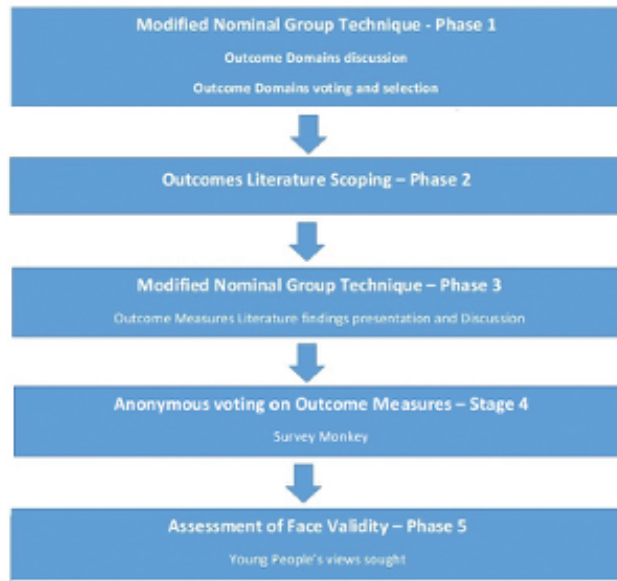 Modified Nominal Group Technique - Phase 1
Outcome Domains discussion
Outcome Domains voting and selection
Outcomes Literature Scoping – Phase 2
Modified Nominal Group Technique – Phase 3
Outcome Measures Literature findings presentation and Discussion
Anonymous voting on Outcome Measures – Stage 4
Survey Monkey
Assessment of Face Validity – Phase 5
Young People's views sought